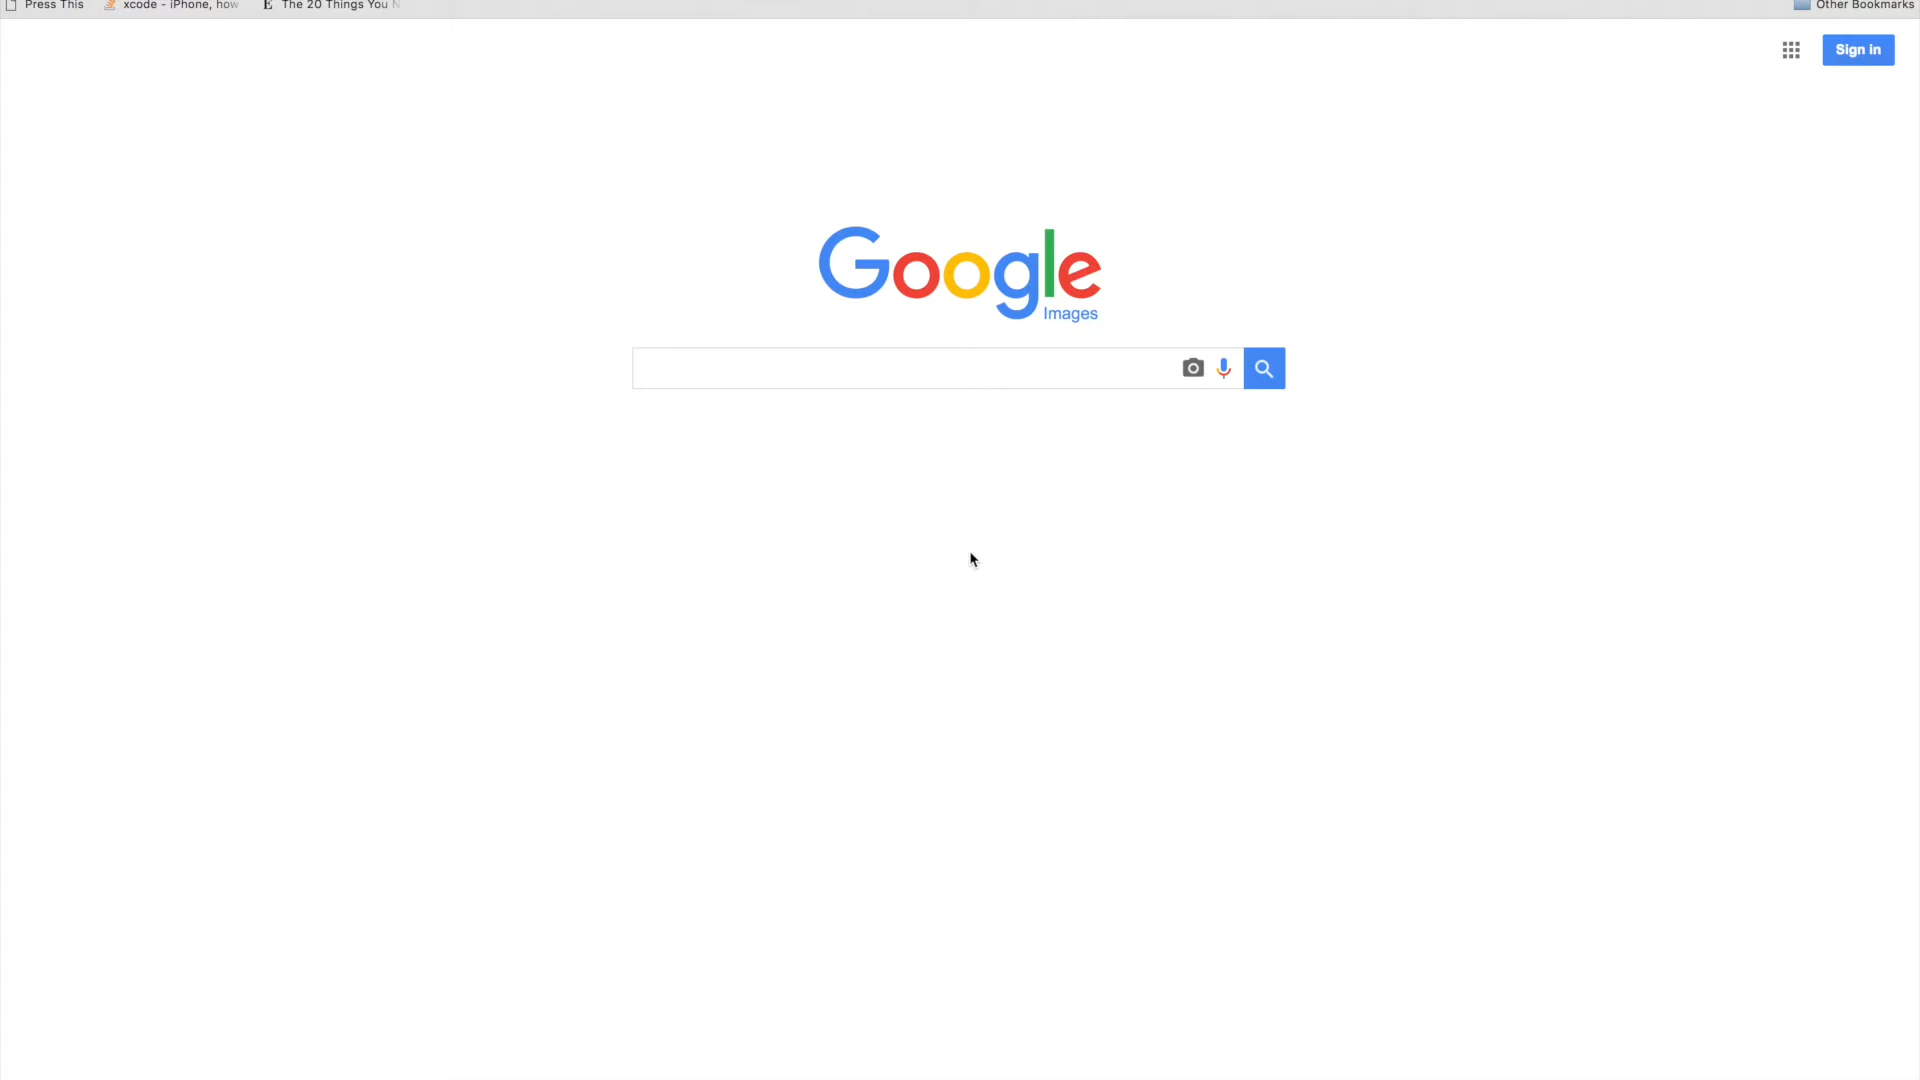 Press This
xcode - iPhone, how
The 20 Things You N
Other Bookmarks
Sign in
Google
Images